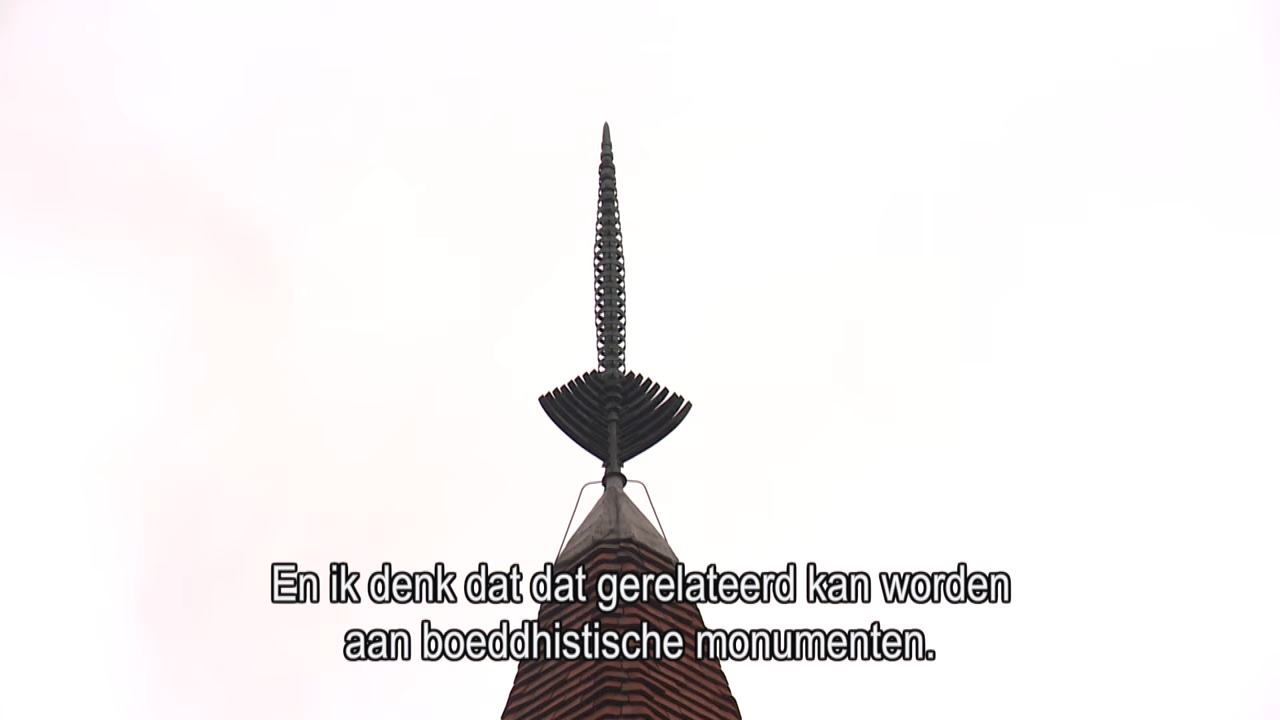 En ik denk dat dat gerelateerd kan worden
aan boeddhistische monumenten.